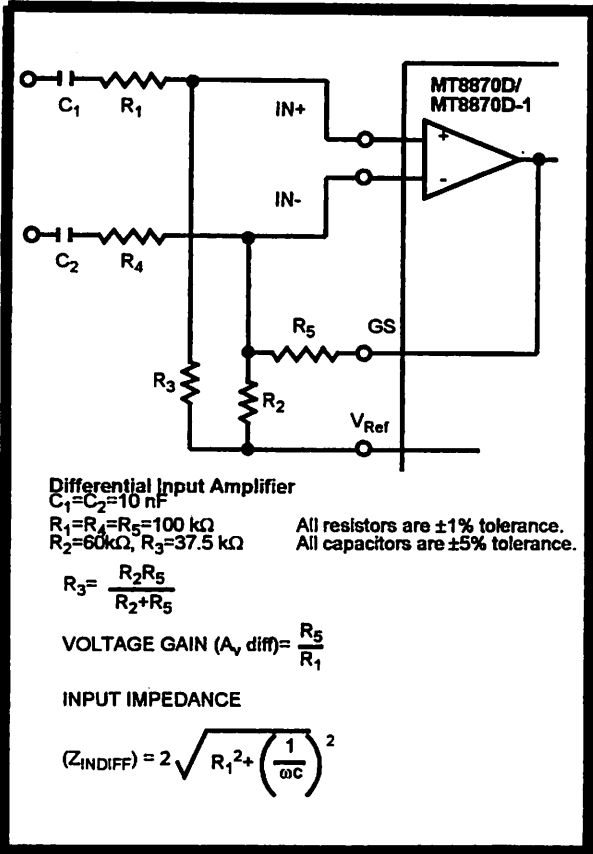 C1 R1 IN+ MT8870D/
MT8870D-1
+
IN- -
C2 R4
R5 GS
R3 R2
VRef
Differential Input Amplifier
C1=C2=10 nF
R1=R4=R5=100 kΩ All resistors are ±1% tolerance.
R2=60kΩ, R3=37.5 kΩ All capacitors are ±5% tolerance.
R3= R2R5
R2+R5
VOLTAGE GAIN (Av diff)= R5
R1
INPUT IMPEDANCE
(ZINDIFF) = 2 √ R1²+ (1
ωc) ²